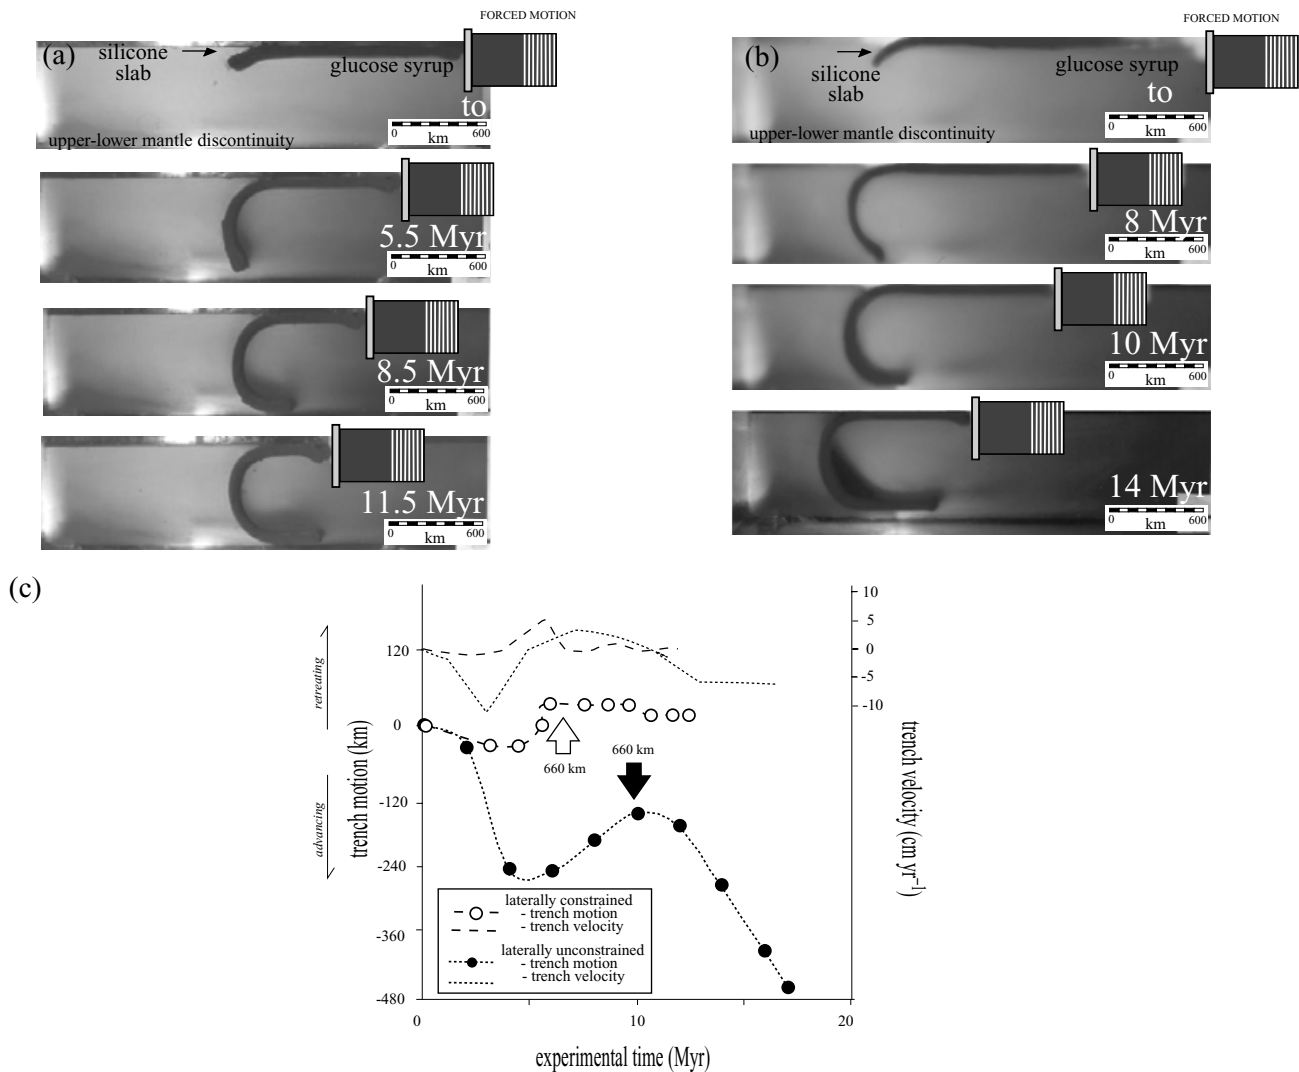 FORCED MOTION
(a)
silicone
slab
glucose syrup
to
0 600
km
upper-lower mantle discontinuity
5.5 Myr
0 600
km
8.5 Myr
0 600
km
11.5 Myr
0 600
km
FORCED MOTION
(b)
silicone
slab
glucose syrup
to
0 600
km
upper-lower mantle discontinuity
8 Myr
0 600
km
10 Myr
0 600
km
14 Myr
0 600
km
(c)
retreating
advancing
trench motion (km)
120
0
-120
-240
-360
-480
10
5
0
-5
-10
trench velocity (cm yr⁻¹)
660 km
660 km
laterally constrained
- trench motion
- trench velocity
laterally unconstrained
- trench motion
- trench velocity
0 10 20
experimental time (Myr)